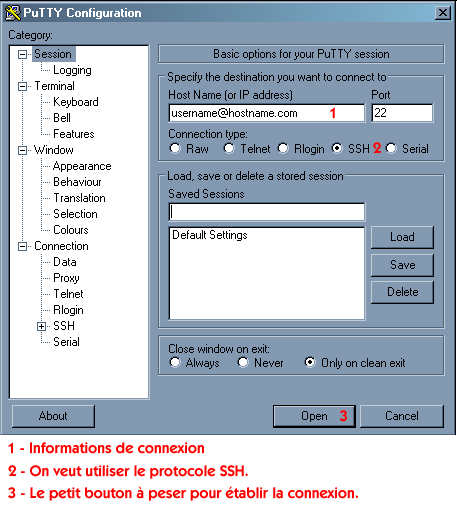 PuTTY Configuration
Category:
Session
Logging
Terminal
Keyboard
Bell
Features
Window
Appearance
Behaviour
Translation
Selection
Colours
Connection
Data
Proxy
Telnet
Rlogin
SSH
Serial
Basic options for your PuTTY session
Specify the destination you want to connect to
Host Name (or IP address) Port
username@hostname.com 1 22
Connection type:
Raw Telnet Rlogin SSH 2 Serial
Load, save or delete a stored session
Saved Sessions
Default Settings
Load
Save
Delete
Close window on exit:
Always Never Only on clean exit
About Open 3 Cancel
1 - Informations de connexion
2 - On veut utiliser le protocole SSH.
3 - Le petit bouton à peser pour établir la connexion.